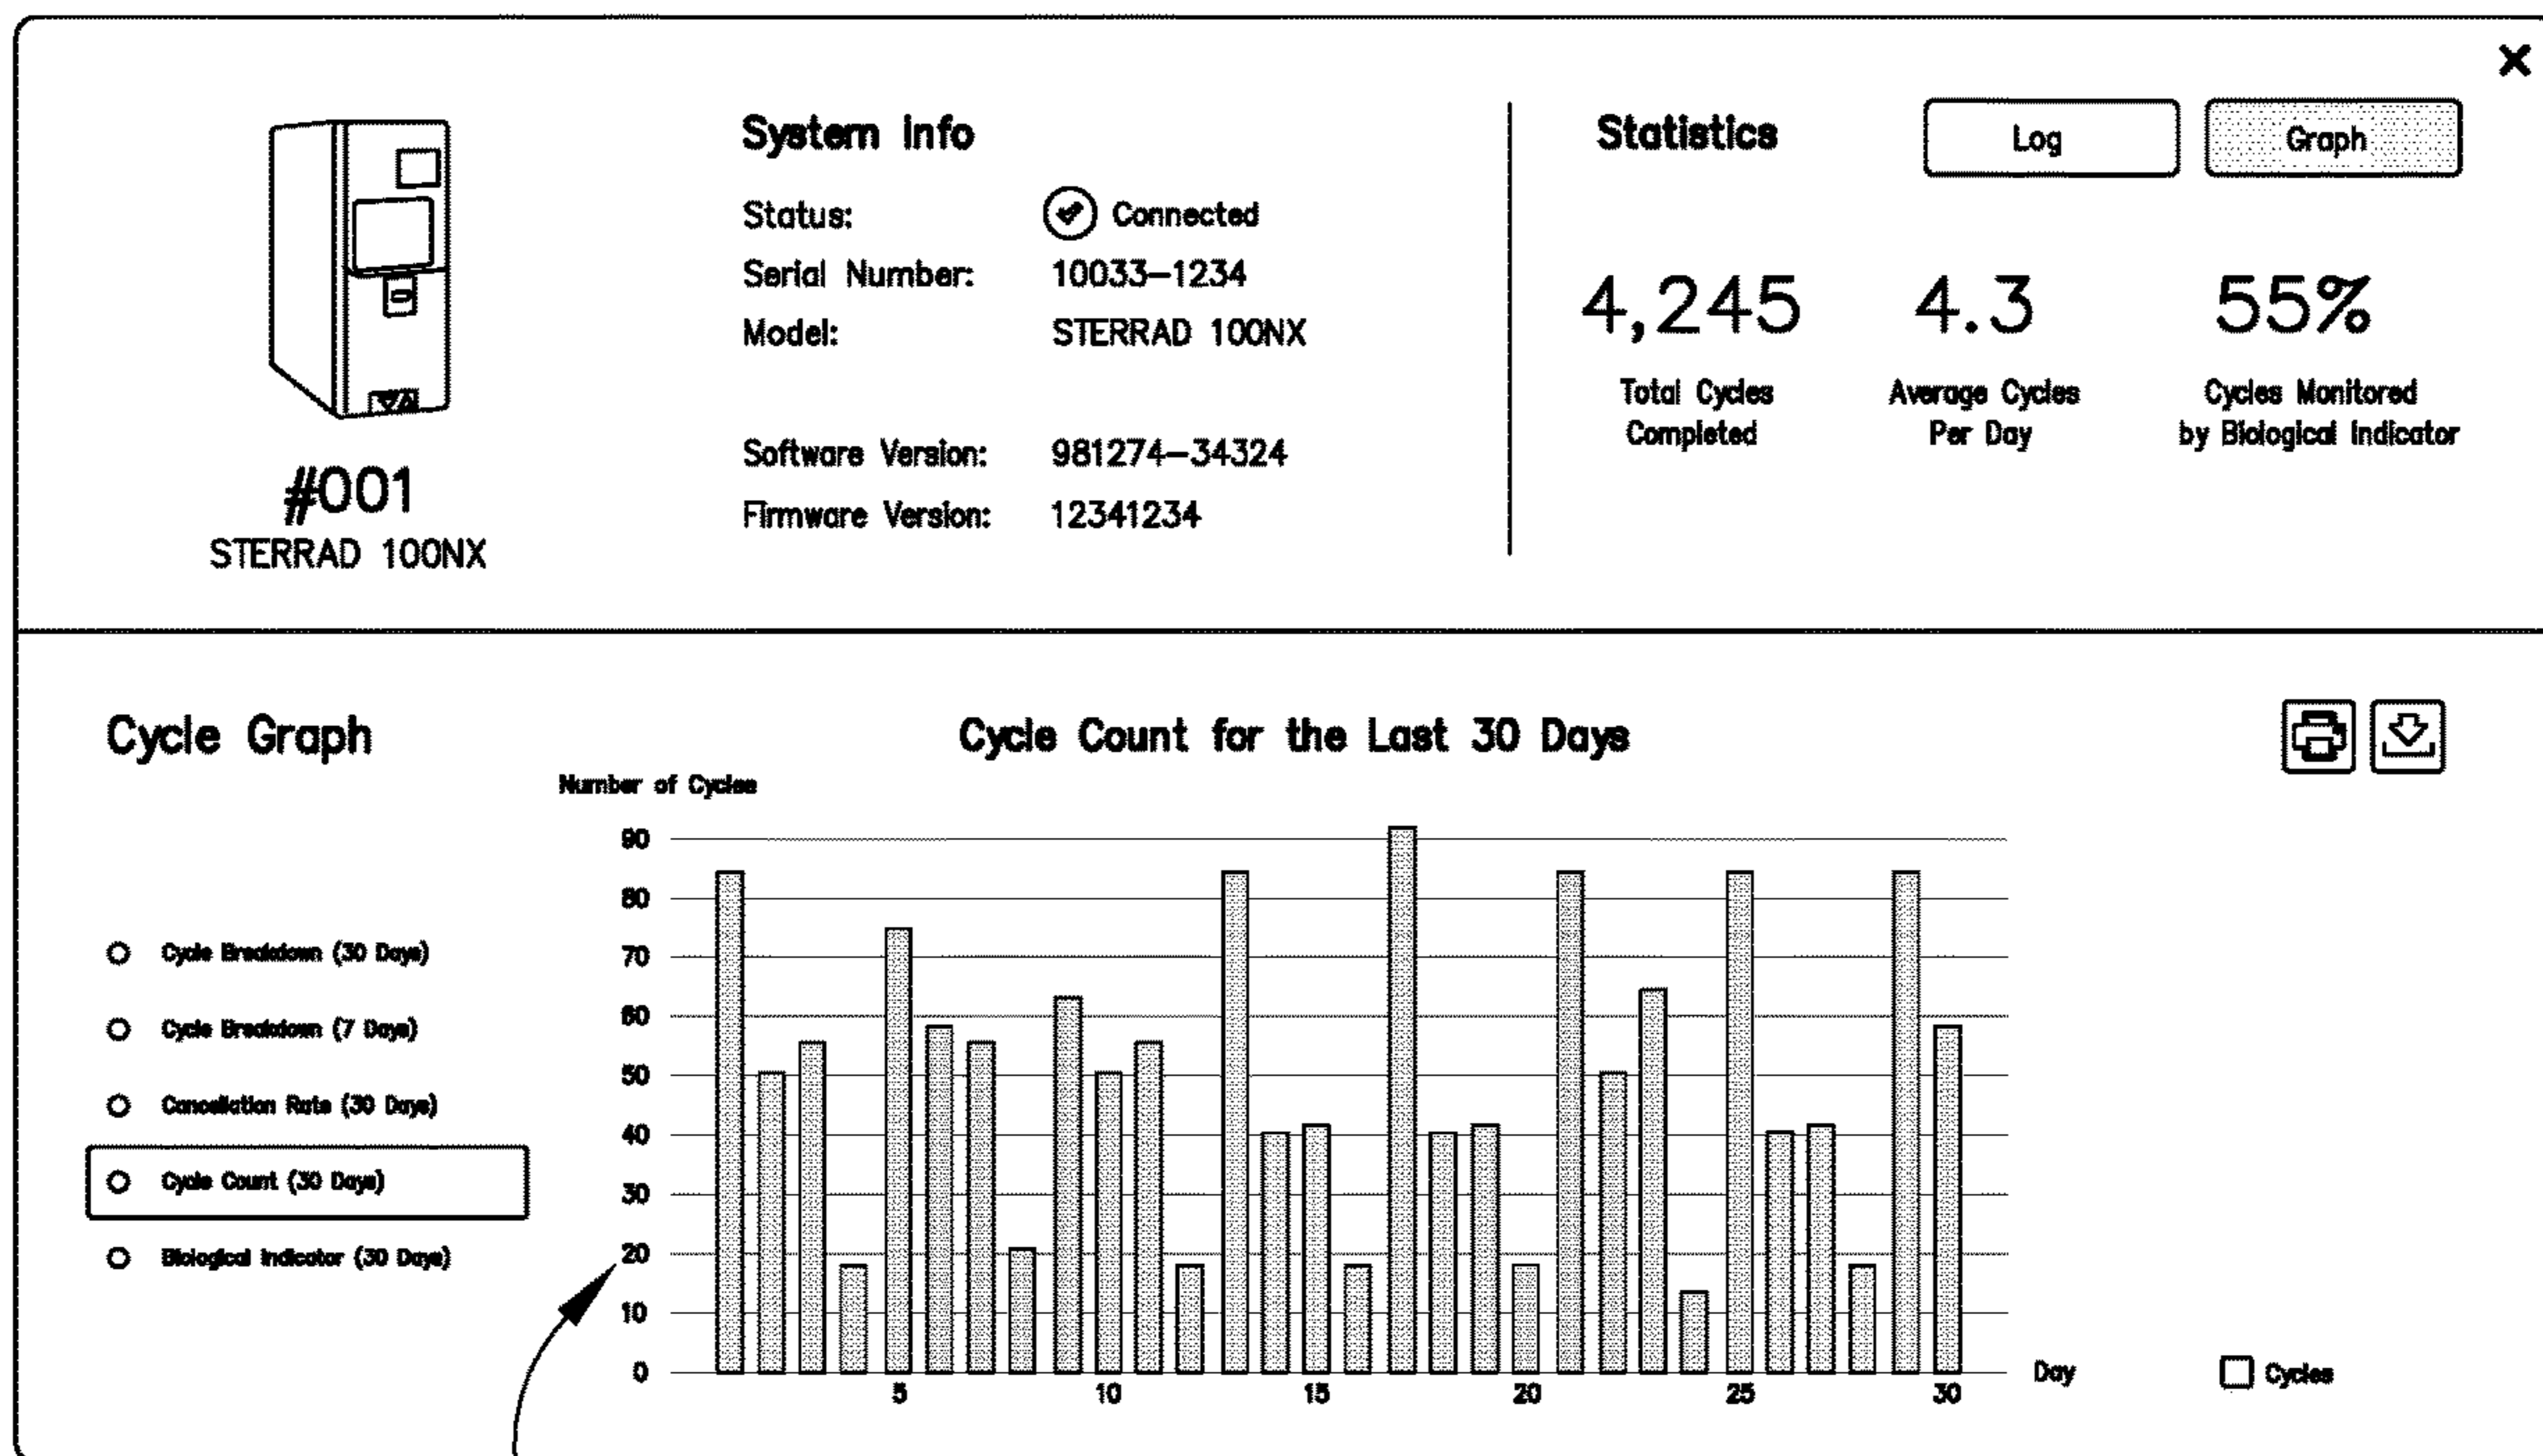 System Info
Status: Connected
Serial Number: 10033-1234
Model: STERRAD 100NX
Software Version: 981274-34324
Firmware Version: 12341234
#001
STERRAD 100NX
Statistics
Log
Graph
4,245 4.3 55%
Total Cycles Completed
Average Cycles Per Day
Cycles Monitored by Biological Indicator
Cycle Graph
Cycle Breakdown (30 Days)
Cycle Breakdown (7 Days)
Cancellation Rate (30 Days)
Cycle Count (30 Days)
Biological Indicator (30 Days)
Cycle Count for the Last 30 Days
Number of Cycles
90
80
70
60
50
40
30
20
10
0
5 10 15 20 25 30
Day
Cycles